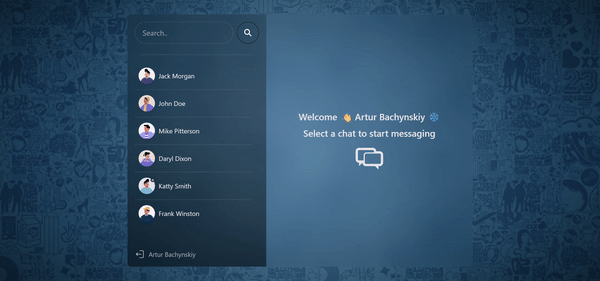 Search..
Jack Morgan
John Doe
Mike Pitterson
Daryl Dixon
Katty Smith
Frank Winston
Artur Bachynskiy
Welcome 👋 Artur Bachynskiy ❄️
Select a chat to start messaging